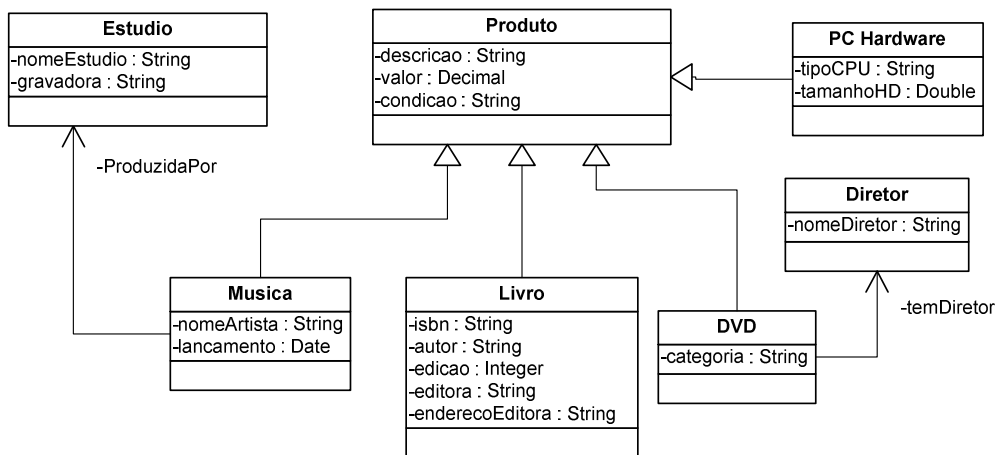 Estudio
-nomeEstudio : String
-gravadora : String
Produto
-descricao : String
-valor : Decimal
-condicao : String
PC Hardware
-tipoCPU : String
-tamanhoHD : Double
-ProduzidaPor
Diretor
-nomeDiretor : String
Musica
-nomeArtista : String
-lancamento : Date
Livro
-isbn : String
-autor : String
-edicao : Integer
-editora : String
-enderecoEditora : String
DVD
-categoria : String
-temDiretor